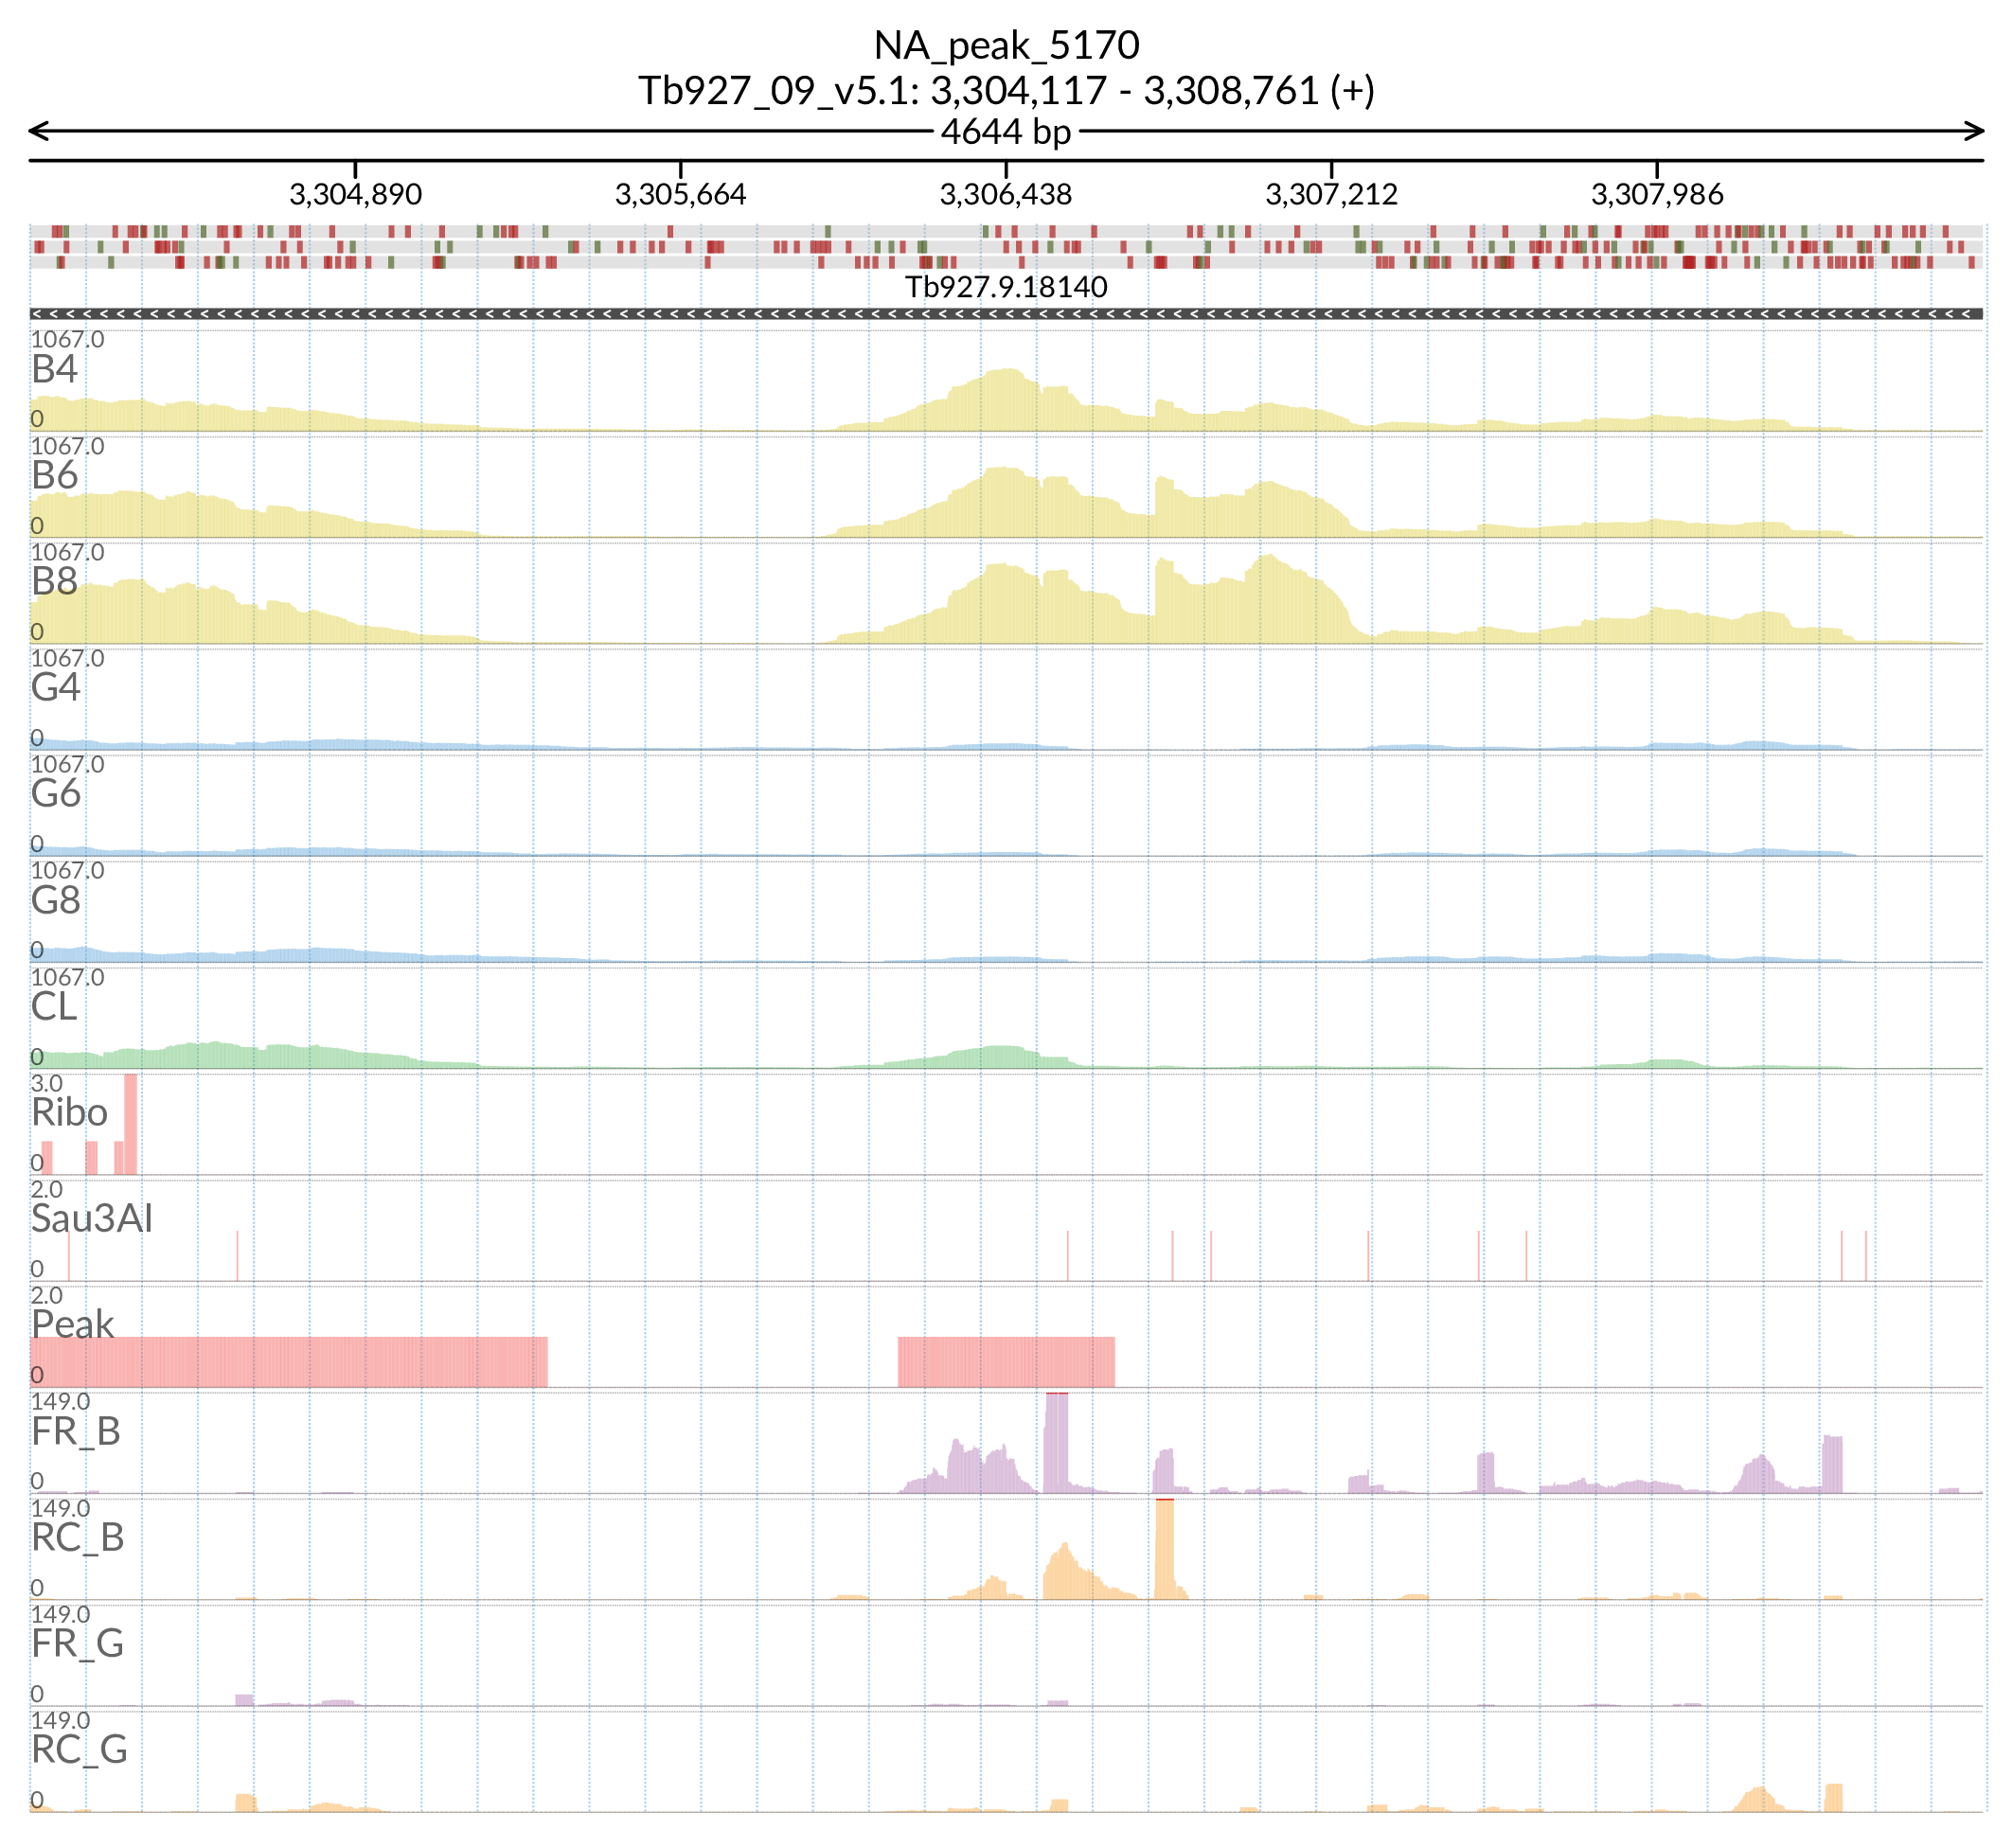 NA_peak_5170
Tb927_09_v5.1: 3,304,117 - 3,308,761 (+)
4644 bp
3,304,890 3,305,664 3,306,438 3,307,212 3,307,986
Tb927.9.18140
1067.0
B4
0
1067.0
B6
0
1067.0
B8
0
1067.0
G4
0
1067.0
G6
0
1067.0
G8
0
1067.0
CL
0
3.0
Ribo
0
2.0
Sau3AI
0
2.0
Peak
0
149.0
FR_B
0
149.0
RC_B
0
149.0
FR_G
0
149.0
RC_G
0